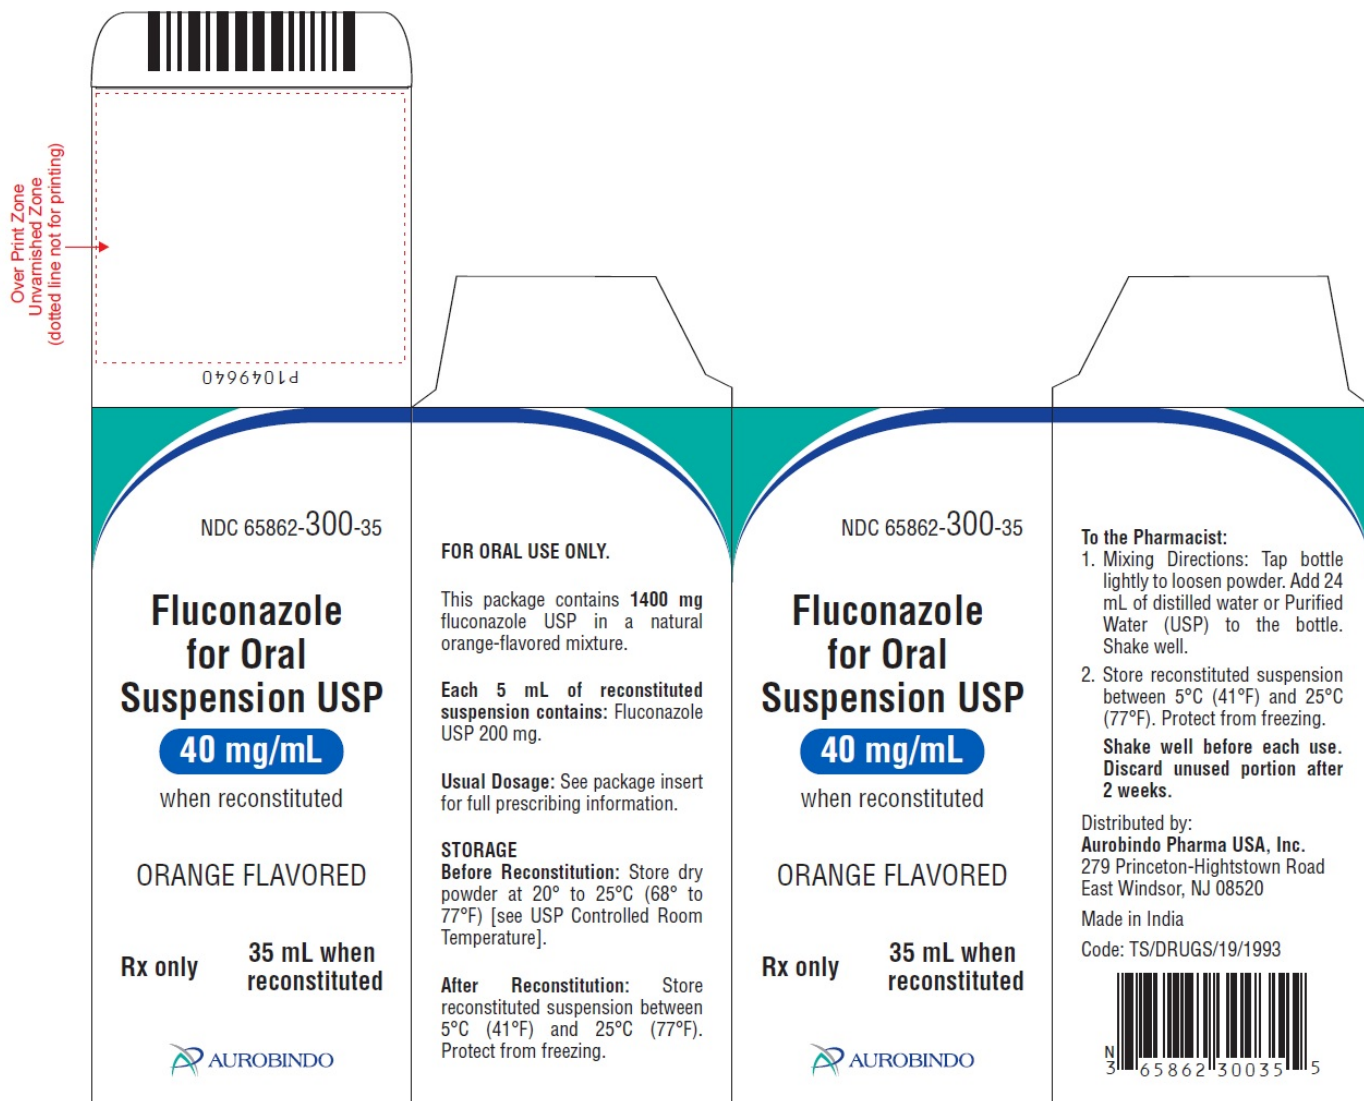 Over Print Zone
Unvarnished Zone
(dotted line not for printing)
P1049640
NDC 65862-300-35
Fluconazole
for Oral
Suspension USP
40 mg/mL
when reconstituted
ORANGE FLAVORED
Rx only
35 mL when
reconstituted
AUROBINDO
FOR ORAL USE ONLY.
This package contains 1400 mg
fluconazole USP in a natural
orange-flavored mixture.
Each 5 mL of reconstituted
suspension contains: Fluconazole
USP 200 mg.
Usual Dosage: See package insert
for full prescribing information.
STORAGE
Before Reconstitution: Store dry
powder at 20° to 25°C (68° to
77°F) [see USP Controlled Room
Temperature].
After Reconstitution: Store
reconstituted suspension between
5°C (41°F) and 25°C (77°F).
Protect from freezing.
NDC 65862-300-35
Fluconazole
for Oral
Suspension USP
40 mg/mL
when reconstituted
ORANGE FLAVORED
Rx only
35 mL when
reconstituted
AUROBINDO
To the Pharmacist:
1. Mixing Directions: Tap bottle
lightly to loosen powder. Add 24
mL of distilled water or Purified
Water (USP) to the bottle.
Shake well.
2. Store reconstituted suspension
between 5°C (41°F) and 25°C
(77°F). Protect from freezing.
Shake well before each use.
Discard unused portion after
2 weeks.
Distributed by:
Aurobindo Pharma USA, Inc.
279 Princeton-Hightstown Road
East Windsor, NJ 08520
Made in India
Code: TS/DRUGS/19/1993
N
3 65862 30035 5